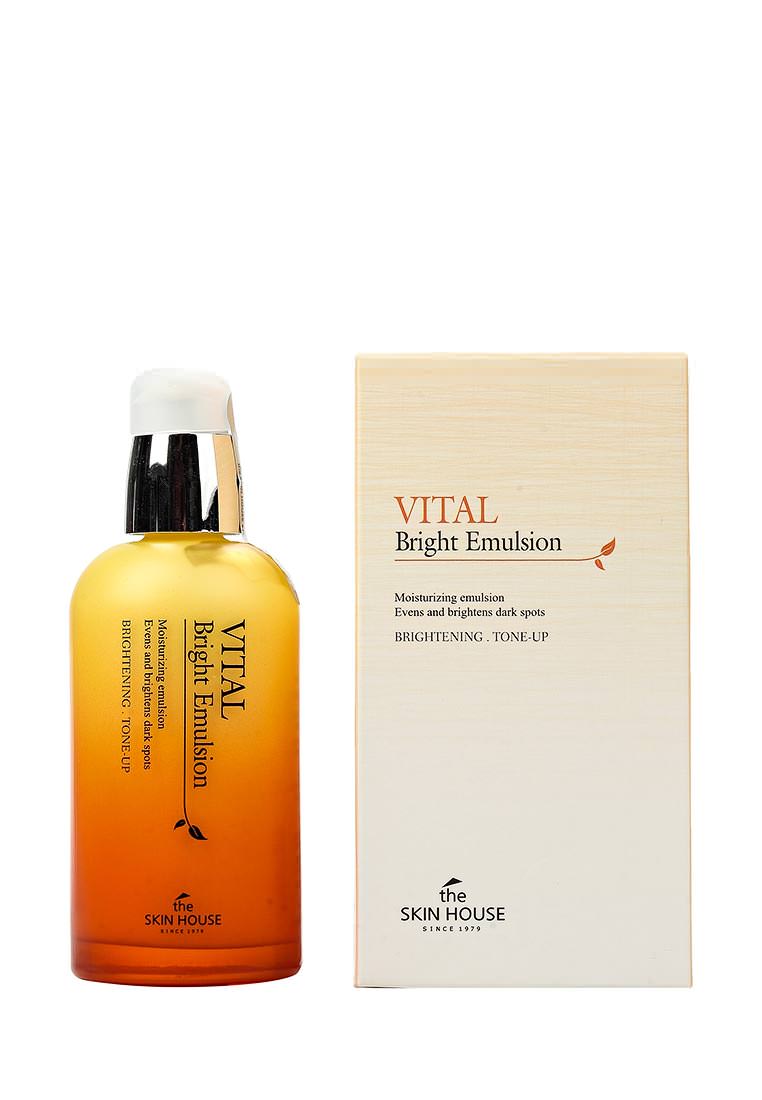 VITAL
Bright Emulsion
Moisturizing emulsion
Evens and brightens dark spots
BRIGHTENING . TONE-UP
the
SKIN HOUSE
SINCE 1979
VITAL
Bright Emulsion
Moisturizing emulsion
Evens and brightens dark spots
BRIGHTENING . TONE-UP
the
SKIN HOUSE
SINCE 1979